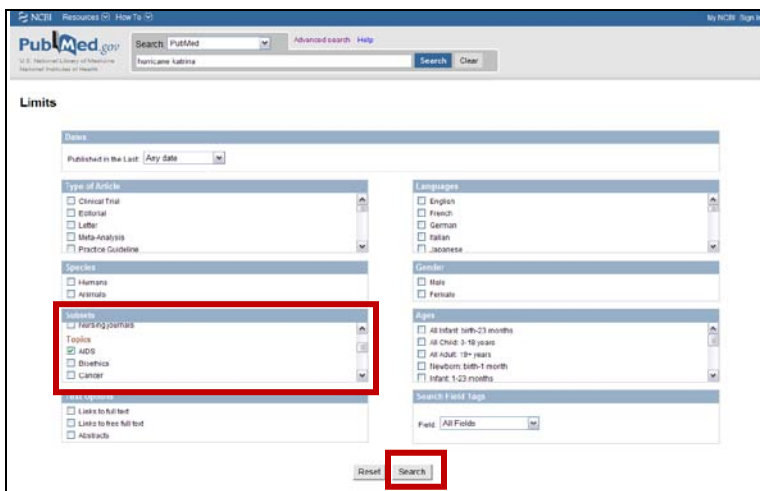 NCBI Resources How To My NCBI Sign In
PubMed.gov Search: PubMed Advanced search Help
U.S. National Library of Medicine
National Institutes of Health
hurricane katrina Search Clear
Limits
Dates
Published in the Last: Any date
Type of Article
Clinical Trial
Editorial
Letter
Meta-Analysis
Practice Guideline
Languages
English
French
German
Italian
Japanese
Species
Humans
Animals
Gender
Male
Female
Subsets
Nursing journals
Topics
AIDS
Bioethics
Cancer
Ages
All Infant: birth-23 months
All Child: 0-18 years
All Adult: 19+ years
Newborn: birth-1 month
Infant: 1-23 months
Text Options
Links to full text
Links to free full text
Abstracts
Search Field Tags
Field: All Fields
Reset Search